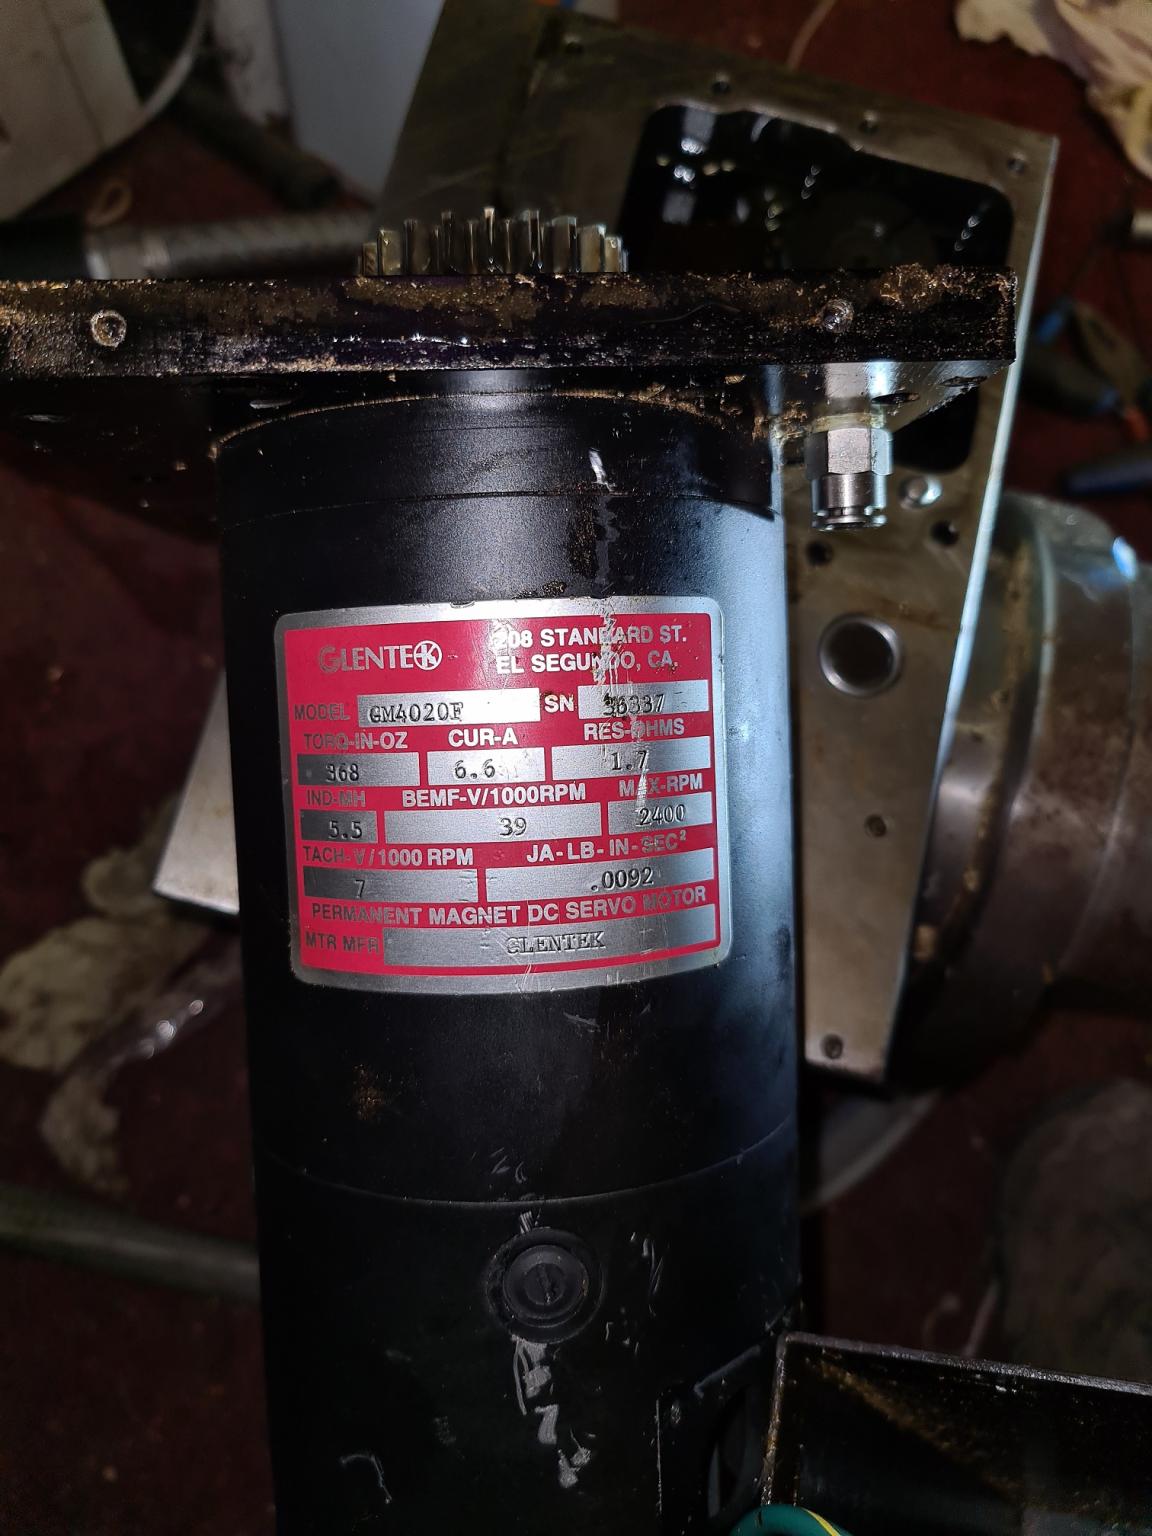 GLENTEK
208 STANDARD ST.
EL SEGUNDO, CA.
MODEL GM4020F SN 36337
TORQ-IN-OZ CUR-A RES-OHMS
368 6.6 1.7
IND-MH BEMF-V/1000RPM MAX-RPM
5.5 39 2400
TACH-V/1000 RPM JA-LB-IN-SEC²
7 .0092
PERMANENT MAGNET DC SERVO MOTOR
MTR MFR GLENTEK